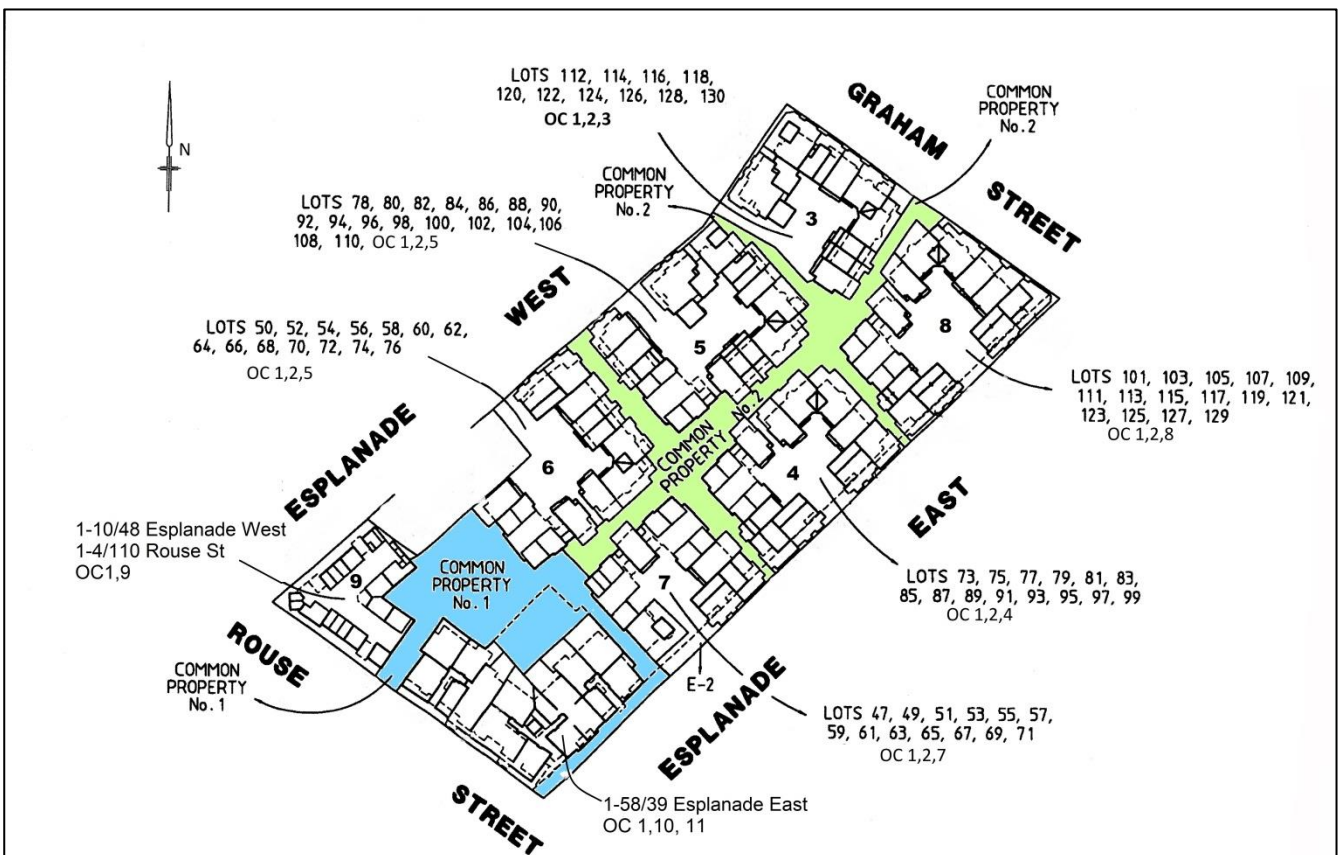 LOTS 112, 114, 116, 118,
120, 122, 124, 126, 128, 130
OC 1,2,3
GRAHAM
STREET
COMMON
PROPERTY
No.2
N
COMMON
PROPERTY
No.2
3
LOTS 78, 80, 82, 84, 86, 88, 90,
92, 94, 96, 98, 100, 102, 104,106
108, 110, OC 1,2,5
WEST
ESPLANADE
5
8
LOTS 50, 52, 54, 56, 58, 60, 62,
64, 66, 68, 70, 72, 74, 76
OC 1,2,5
LOTS 101, 103, 105, 107, 109,
111, 113, 115, 117, 119, 121,
123, 125, 127, 129
OC 1,2,8
COMMON
PROPERTY No.2
6
4
EAST
ESPLANADE
1-10/48 Esplanade West
1-4/110 Rouse St
OC1,9
9
COMMON
PROPERTY
No.1
7
LOTS 73, 75, 77, 79, 81, 83,
85, 87, 89, 91, 93, 95, 97, 99
OC 1,2,4
ROUSE
STREET
COMMON
PROPERTY
No.1
E-2
LOTS 47, 49, 51, 53, 55, 57,
59, 61, 63, 65, 67, 69, 71
OC 1,2,7
1-58/39 Esplanade East
OC 1,10, 11